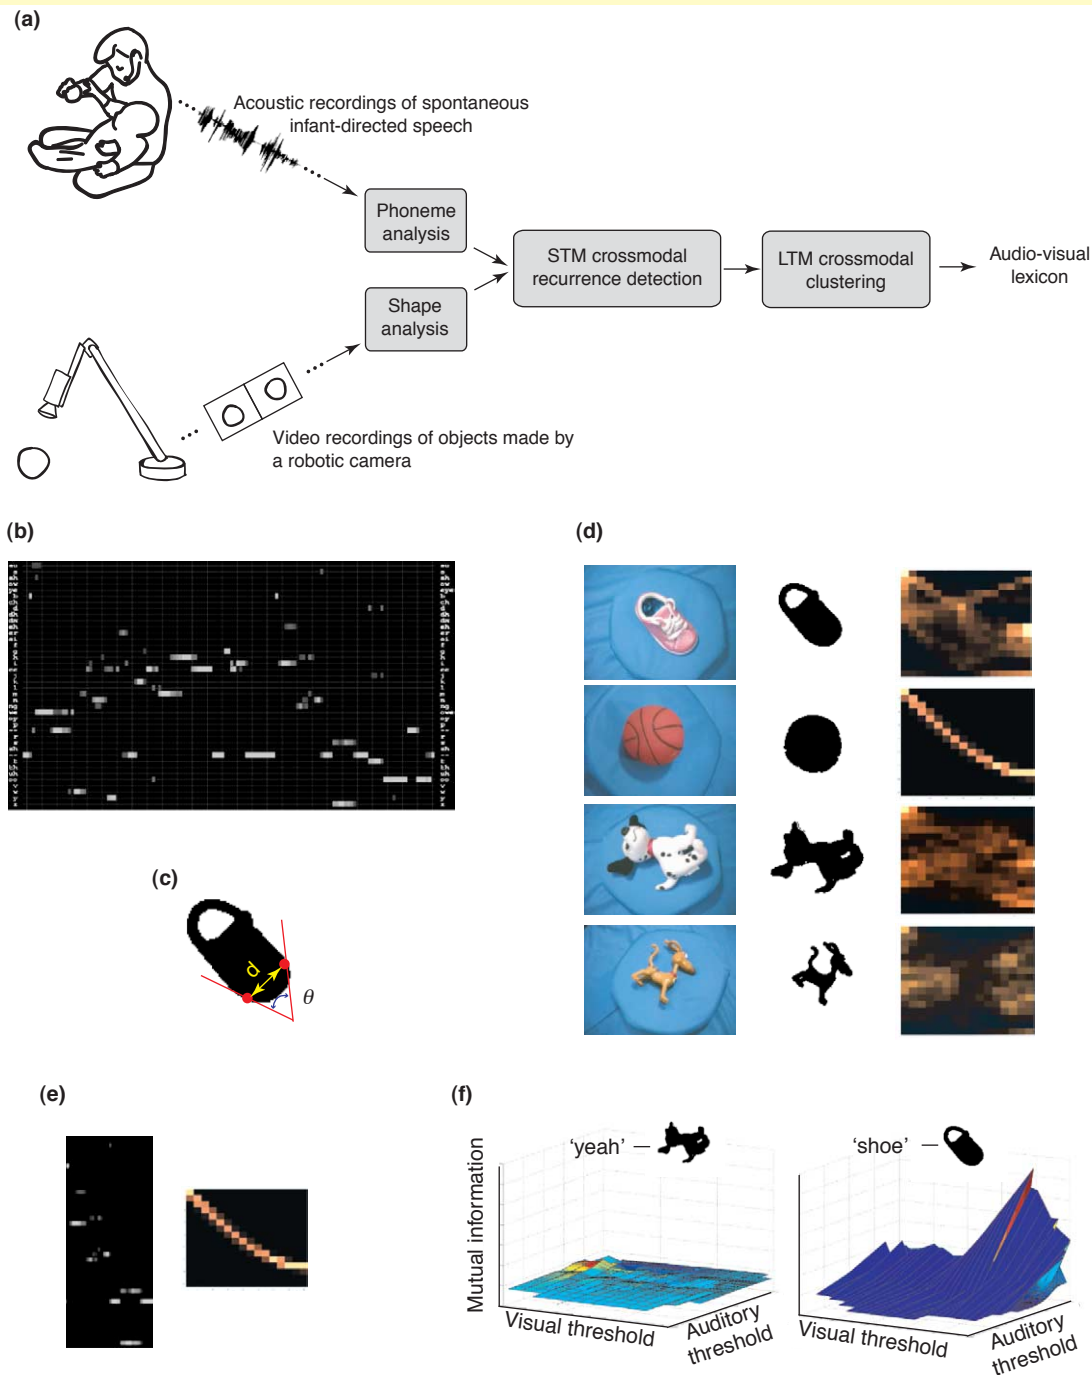 (a)
Acoustic recordings of spontaneous
infant-directed speech
Phoneme
analysis
STM crossmodal
recurrence detection
LTM crossmodal
clustering
Audio-visual
lexicon
Shape
analysis
Video recordings of objects made by
a robotic camera
(b)
(d)
(c)
d
θ
(e)
(f)
Mutual information
'yeah'
Visual threshold
Auditory
threshold
'shoe'
Visual threshold
Auditory
threshold